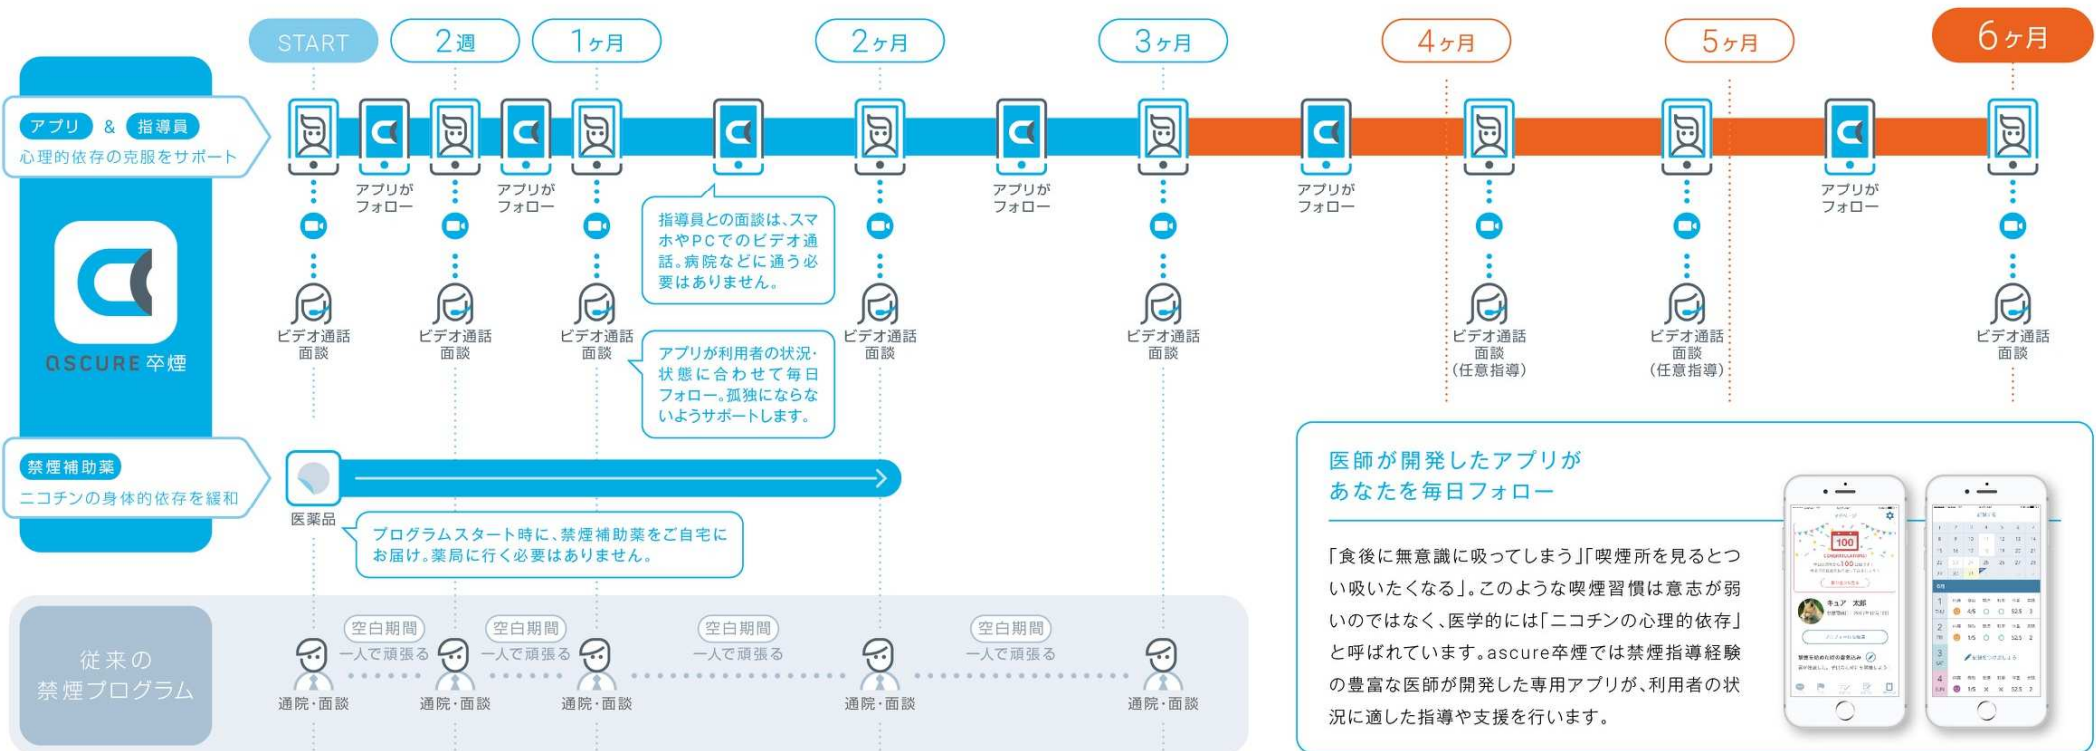 START
2週
1ヶ月
2ヶ月
3ヶ月
4ヶ月
5ヶ月
6ヶ月
アプリ & 指導員
心理的依存の克服をサポート
ascure 卒煙
アプリが
フォロー
アプリが
フォロー
アプリが
フォロー
アプリが
フォロー
アプリが
フォロー
指導員との面談は、スマ
ホやPCでのビデオ通
話。病院などに通う必
要はありません。
ビデオ通話
面談
ビデオ通話
面談
ビデオ通話
面談
ビデオ通話
面談
ビデオ通話
面談
ビデオ通話
面談
(任意指導)
ビデオ通話
面談
(任意指導)
ビデオ通話
面談
アプリが利用者の状況・
状態に合わせて毎日
フォロー。孤独にならな
いようサポートします。
禁煙補助薬
ニコチンの身体的依存を緩和
医薬品
プログラムスタート時に、禁煙補助薬をご自宅に
お届け。薬局に行く必要はありません。
従来の
禁煙プログラム
空白期間
一人で頑張る
空白期間
一人で頑張る
空白期間
一人で頑張る
空白期間
一人で頑張る
通院・面談
通院・面談
通院・面談
通院・面談
通院・面談
医師が開発したアプリが
あなたを毎日フォロー
「食後に無意識に吸ってしまう」「喫煙所を見るとつ
い吸いたくなる」。このような喫煙習慣は意志が弱
いのではなく、医学的には「ニコチンの心理的依存」
と呼ばれています。ascure卒煙では禁煙指導経験
の豊富な医師が開発した専用アプリが、利用者の状
況に適した指導や支援を行います。
100
キュア 太郎